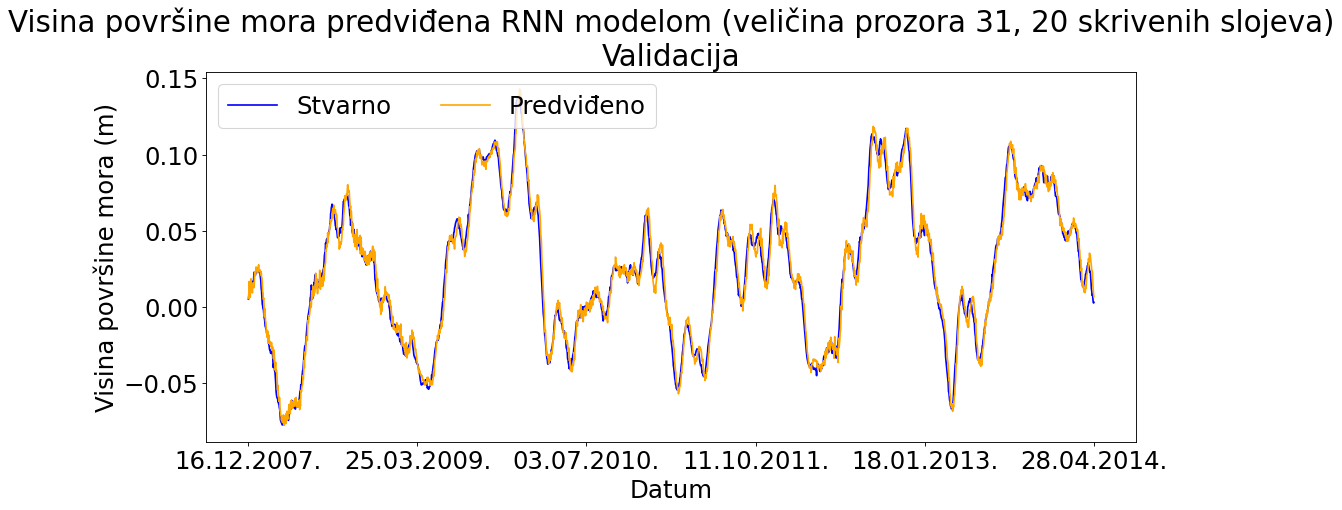 Visina površine mora predviđena RNN modelom (veličina prozora 31, 20 skrivenih slojeva)
Validacija
Stvarno Predviđeno
Visina površine mora (m)
0.15
0.10
0.05
0.00
−0.05
16.12.2007. 25.03.2009. 03.07.2010. 11.10.2011. 18.01.2013. 28.04.2014.
Datum